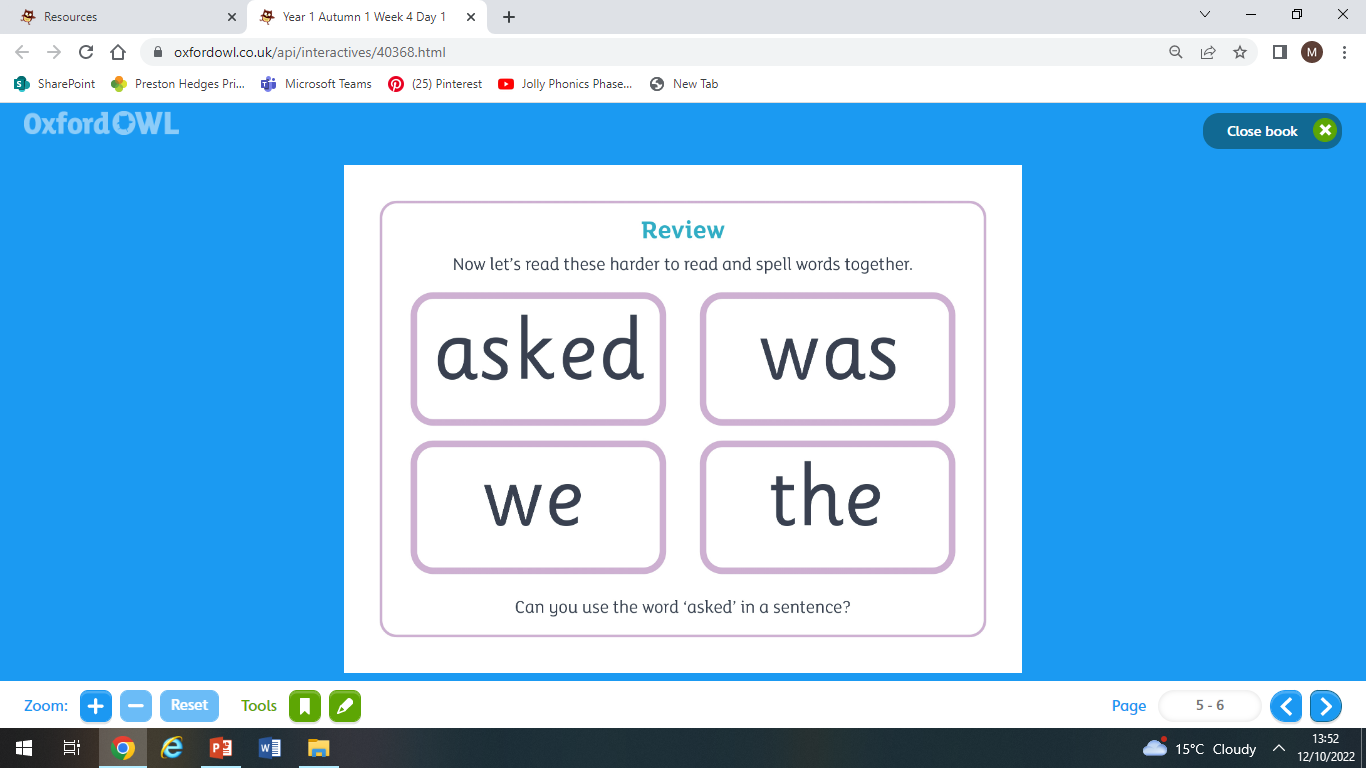 Resources
Year 1 Autumn 1 Week 4 Day 1
oxfordowl.co.uk/api/interactives/40368.html
M
SharePoint
Preston Hedges Pri...
Microsoft Teams
(25) Pinterest
Jolly Phonics Phase...
New Tab
Oxford OWL
Close book
Review
Now let's read these harder to read and spell words together.
asked
was
we
the
Can you use the word ‘asked’ in a sentence?
Zoom:
Reset
Tools
Page
5 - 6
15°C Cloudy
13:52
12/10/2022